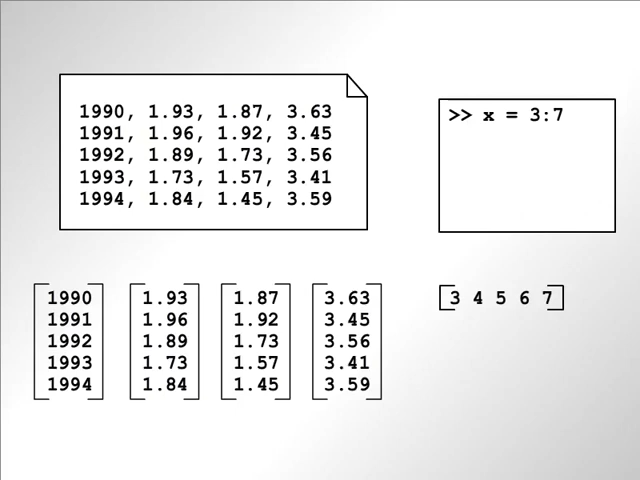 1990, 1.93, 1.87, 3.63
1991, 1.96, 1.92, 3.45
1992, 1.89, 1.73, 3.56
1993, 1.73, 1.57, 3.41
1994, 1.84, 1.45, 3.59
>> x = 3:7
1990 1.93 1.87 3.63
1991 1.96 1.92 3.45
1992 1.89 1.73 3.56
1993 1.73 1.57 3.41
1994 1.84 1.45 3.59
3 4 5 6 7